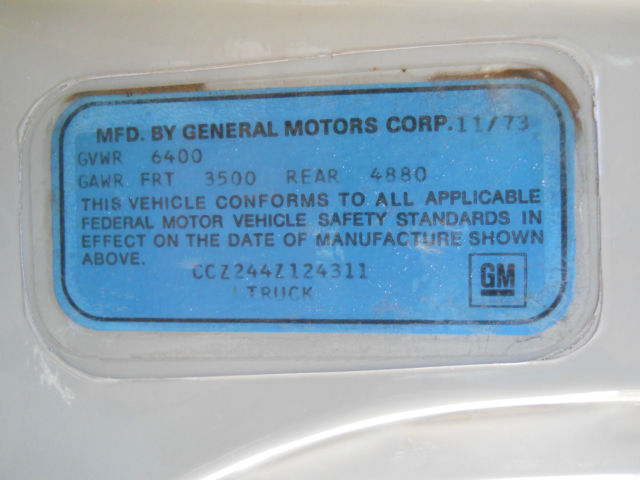 MFD. BY GENERAL MOTORS CORP. 11/73
GVWR 6400
GAWR FRT 3500 REAR 4880
THIS VEHICLE CONFORMS TO ALL APPLICABLE
FEDERAL MOTOR VEHICLE SAFETY STANDARDS IN
EFFECT ON THE DATE OF MANUFACTURE SHOWN
ABOVE.
CCZ244Z124311
TRUCK
GM